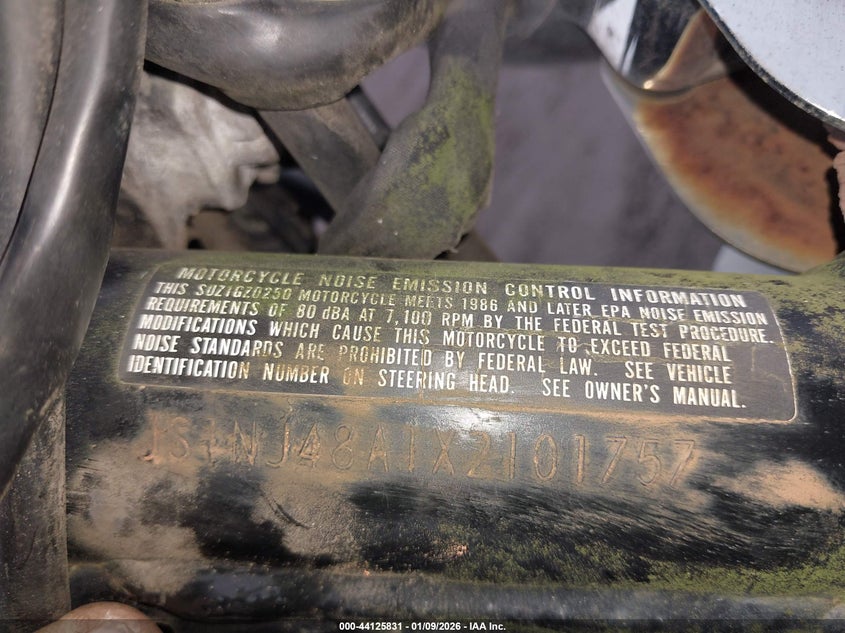 MOTORCYCLE NOISE EMISSION CONTROL INFORMATION
THIS SUZ1GZ0250 MOTORCYCLE MEETS 1986 AND LATER EPA NOISE EMISSION
REQUIREMENTS OF 80 dBA AT 7,100 RPM BY THE FEDERAL TEST PROCEDURE.
MODIFICATIONS WHICH CAUSE THIS MOTORCYCLE TO EXCEED FEDERAL
NOISE STANDARDS ARE PROHIBITED BY FEDERAL LAW. SEE VEHICLE
IDENTIFICATION NUMBER ON STEERING HEAD. SEE OWNER'S MANUAL.
JS1NJ48A1X2101757
000-44125831 - 01/09/2026 - IAA Inc.